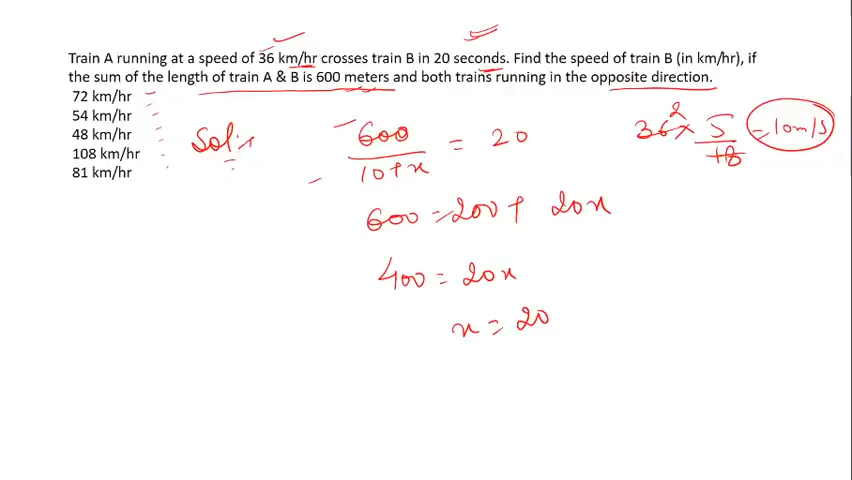 Train A running at a speed of 36 km/hr crosses train B in 20 seconds. Find the speed of train B (in km/hr), if
the sum of the length of train A & B is 600 meters and both trains running in the opposite direction.
72 km/hr
54 km/hr
48 km/hr
108 km/hr
81 km/hr
Sol:
600 / 10+x = 20
36 2 × 5 / 18 = 10 m/s
600 = 200 + 20x
400 = 20x
x = 20